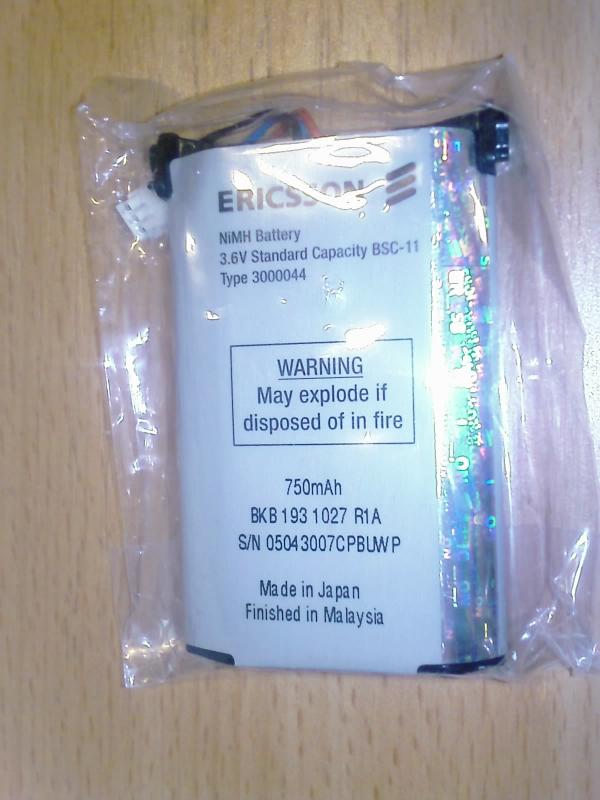 ERICSSON
NiMH Battery
3.6V Standard Capacity BSC-11
Type 3000044
WARNING
May explode if
disposed of in fire
750mAh
BKB 193 1027 R1A
S/N 05043007CPBUWP
Made in Japan
Finished in Malaysia